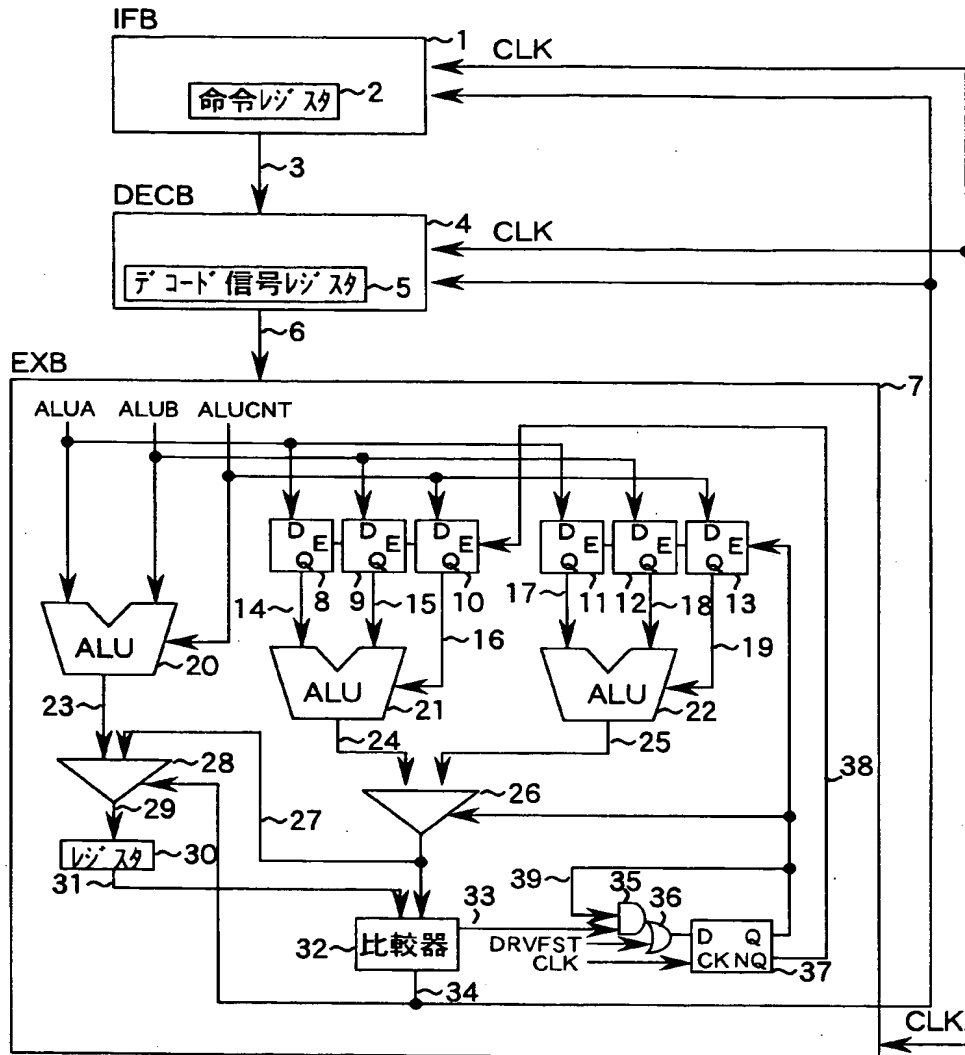 IFB
1
CLK
命令レジスタ
2
3
DECB
4
CLK
デコード信号レジスタ
5
6
EXB
7
ALUA
ALUB
ALUCNT
D
E
Q
D
E
Q
D
E
Q
D
E
Q
D
E
Q
D
E
Q
14
8
9
15
10
17
11
12
18
13
16
19
ALU
20
ALU
21
ALU
22
23
24
25
38
28
26
29
27
レジスタ
30
31
39
35
36
33
比較器
32
DRVFST
CLK
D
Q
CK
NQ
37
34
CLK